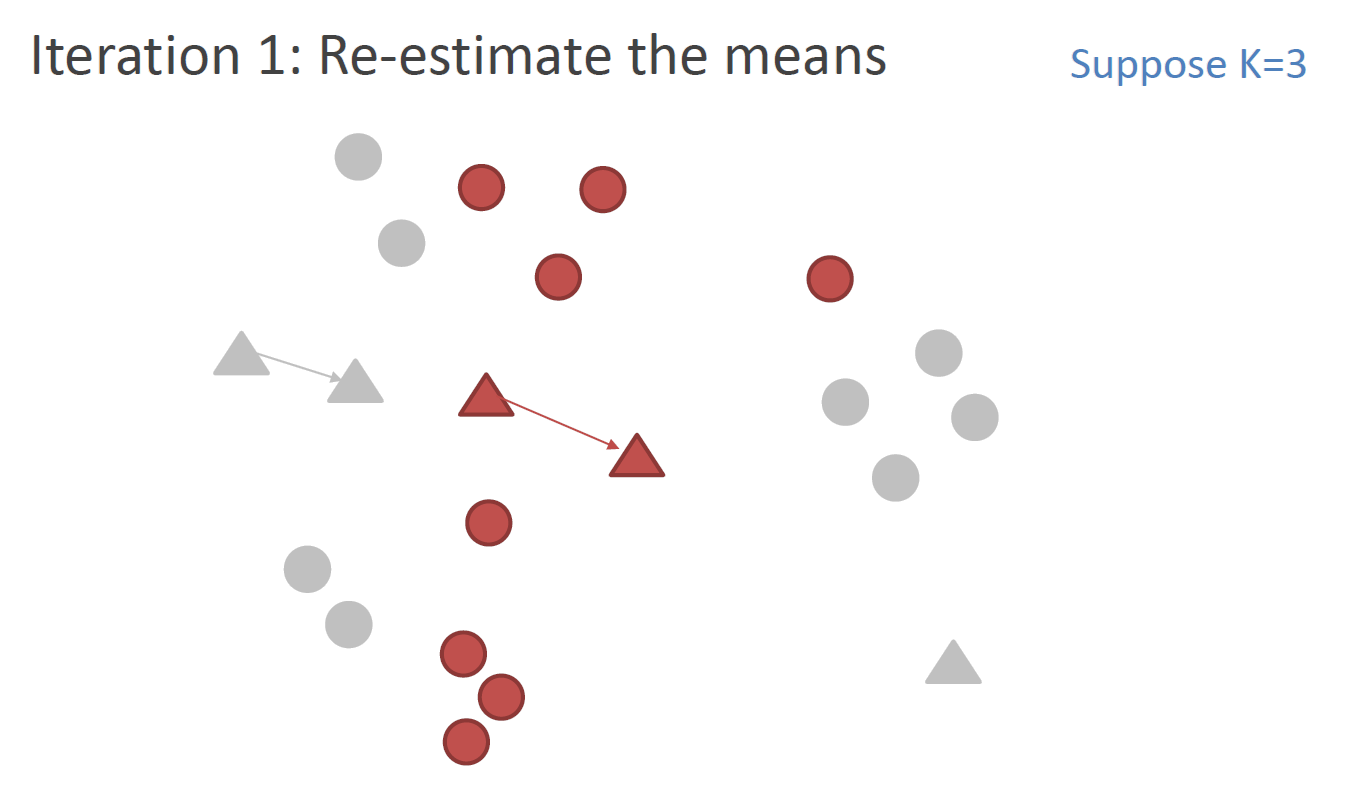 Iteration 1: Re-estimate the means
Suppose K=3